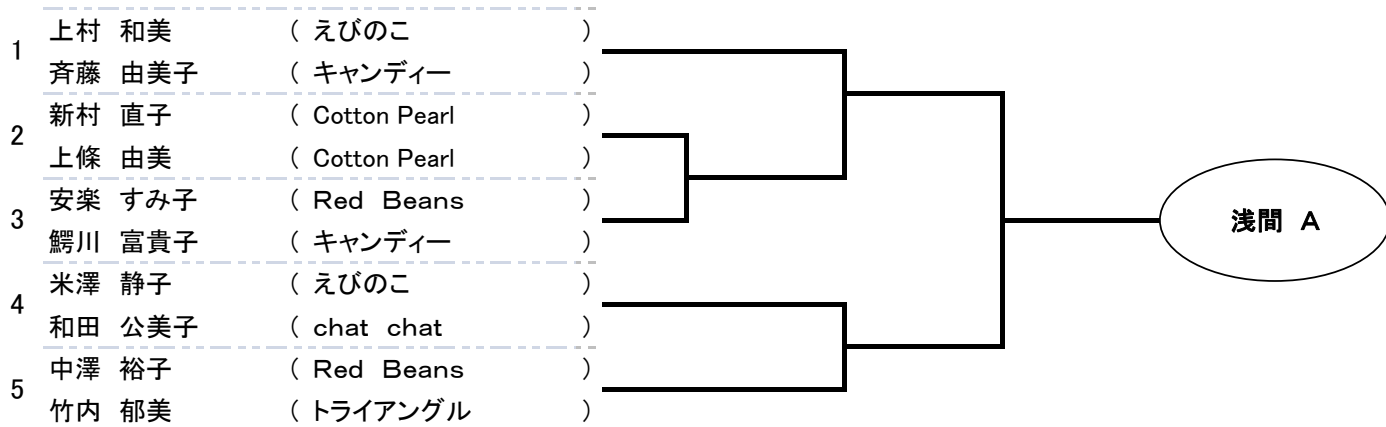 1
上村 和美 ( えびのこ )
斉藤 由美子 ( キャンディー )
2
新村 直子 ( Cotton Pearl )
上條 由美 ( Cotton Pearl )
3
安楽 すみ子 ( Red Beans )
鰐川 富貴子 ( キャンディー )
4
米澤 静子 ( えびのこ )
和田 公美子 ( chat chat )
5
中澤 裕子 ( Red Beans )
竹内 郁美 ( トライアングル )
浅間 A